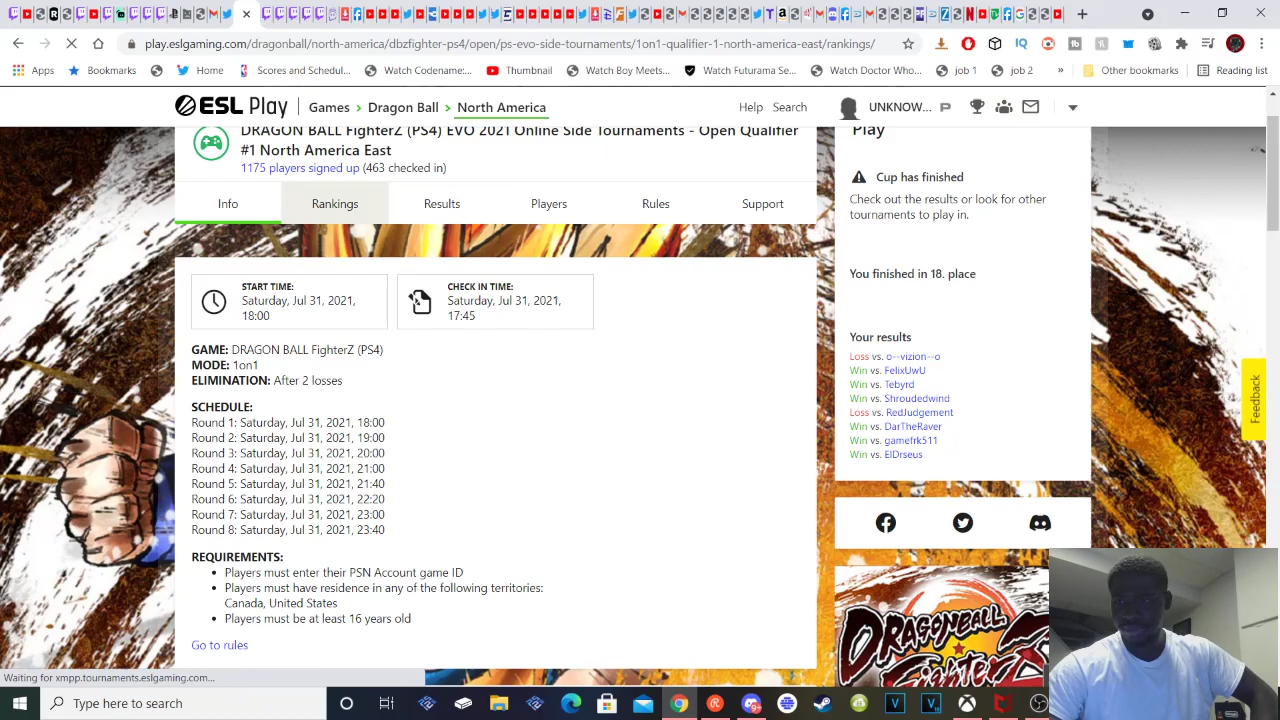 play.eslgaming.com/dragonball/north-america/dbzfighter-ps4/open/pevoside-tournaments/1on1-qualifier-1-north-america-east/rankings/
Apps Bookmarks Home Scores and Schedul... Watch Codename:... Thumbnail Watch Boy Meets... Watch Futurama Se... Watch Doctor Who... job 1 job 2 » Other bookmarks Reading list
ESL Play Games > Dragon Ball > North America Help Search UNKNOW...
DRAGON BALL FighterZ (PS4) EVO 2021 Online Side Tournaments - Open Qualifier
#1 North America East
1175 players signed up (463 checked in)
Info Rankings Results Players Rules Support
START TIME:
Saturday, Jul 31, 2021,
18:00
CHECK IN TIME:
Saturday, Jul 31, 2021,
17:45
GAME: DRAGON BALL FighterZ (PS4)
MODE: 1on1
ELIMINATION: After 2 losses
SCHEDULE:
Round 1: Saturday, Jul 31, 2021, 18:00
Round 2: Saturday, Jul 31, 2021, 19:00
Round 3: Saturday, Jul 31, 2021, 20:00
Round 4: Saturday, Jul 31, 2021, 21:00
Round 5: Saturday, Jul 31, 2021, 21:40
Round 6: Saturday, Jul 31, 2021, 22:20
Round 7: Saturday, Jul 31, 2021, 23:00
Round 8: Saturday, Jul 31, 2021, 23:40
REQUIREMENTS:
Players must enter their PSN Account game ID
Players must have residence in any of the following territories:
Canada, United States
Players must be at least 16 years old
Go to rules
Play
Cup has finished
Check out the results or look for other
tournaments to play in.
You finished in 18. place
Your results
Loss vs. o--vizion--o
Win vs. FelixUwU
Win vs. Tebyrd
Win vs. Shroudedwind
Loss vs. RedJudgement
Win vs. DarTheRaver
Win vs. gamefrk511
Win vs. ElDrseus
Feedback
DRAGONBALL
FighterZ
Waiting for xmpp.tournaments.eslgaming.com...
Type here to search